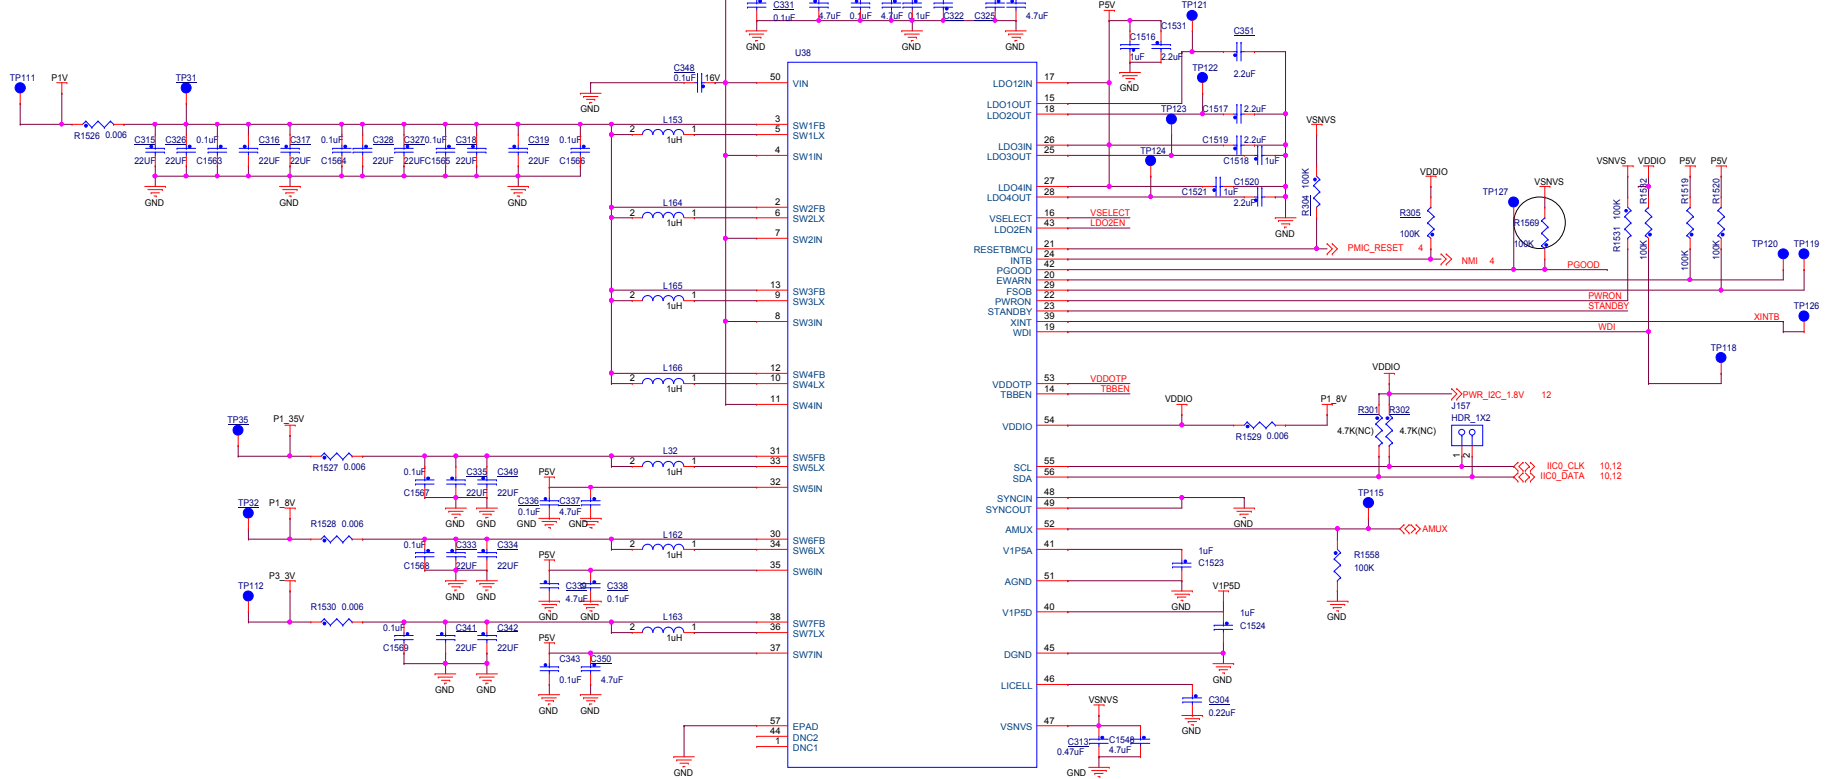 C331
0.1uF
4.7uF
0.1uF
4.7uF
0.1uF
C322
C325
4.7uF
GND
GND
GND
P5V
TP121
C1516
1uF
C1531
2.2uF
GND
C351
2.2uF
U38
TP111
P1V
TP31
C348
0.1uF
16V
GND
R1526 0.006
C315
22UF
C326
22UF
0.1uF
C1563
C316
22UF
C317
22UF
0.1uF
C1564
C328
22UF
C327
22UF
0.1uF
C1565
C318
22UF
C319
22UF
0.1uF
C1566
GND
GND
GND
50 VIN
L153
2 1
1uH
3 SW1FB
5 SW1LX
4 SW1IN
L164
2 1
1uH
2 SW2FB
6 SW2LX
7 SW2IN
L165
2 1
1uH
13 SW3FB
9 SW3LX
8 SW3IN
L166
2 1
1uH
12 SW4FB
10 SW4LX
11 SW4IN
TP35
P1_35V
R1527 0.006
0.1uF
C1567
C335
22UF
C349
22UF
GND
GND
L32
2 1
1uH
31 SW5FB
33 SW5LX
32 SW5IN
P5V
C336
0.1uF
C337
4.7uF
GND
GND
TP32
P1_8V
R1528 0.006
0.1uF
C1568
C333
22UF
C334
22UF
GND
GND
L162
2 1
1uH
30 SW6FB
34 SW6LX
35 SW6IN
P5V
C339
4.7uF
C338
0.1uF
GND
GND
TP112
P3_3V
R1530 0.006
0.1uF
C1569
C341
22UF
C342
22UF
GND
GND
L163
2 1
1uH
38 SW7FB
36 SW7LX
37 SW7IN
P5V
C343
0.1uF
C350
4.7uF
GND
GND
57 EPAD
44 DNC2
1 DNC1
GND
LDO12IN 17
LDO1OUT 15
LDO2OUT 18
LDO3IN 26
LDO3OUT 25
LDO4IN 27
LDO4OUT 28
VSELECT 16 VSELECT
LDO2EN 43 LDO2EN
RESETBMCU 21
INTB 24
PGOOD 42
EWARN 20
FSOB 29
PWRON 22
STANDBY 23
XINT 39
WDI 19
TP122
TP123
C1517 2.2uF
C1519 2.2uF
TP124
C1518 1uF
C1521 1uF
C1520
2.2uF
GND
VSNVS
R304 100K
PMIC_RESET 4
VDDIO
R305
100K
NMI 4
TP127
VSNVS
R1569
100K
PGOOD
VSNVS
R1531 100K
VDDIO
R1532
100K
P5V
R1519
100K
P5V
R1520
100K
TP120
TP119
PWRON
STANDBY
XINTB
TP126
WDI
TP118
VDDOTP 53 VDDOTP
TBBEN 14 TBBEN
VDDIO 54
VDDIO
R1529 0.006
P1_8V
VDDIO
R301
4.7K(NC)
R302
4.7K(NC)
PWR_I2C_1.8V 12
J157
HDR_1X2
1
2
SCL 55
SDA 56
IIC0_CLK 10,12
IIC0_DATA 10,12
SYNCIN 48
SYNCOUT 49
GND
AMUX 52
TP115
AMUX
R1558
100K
GND
V1P5A 41
1uF
C1523
AGND 51
GND
V1P5D 40
V1P5D
1uF
C1524
DGND 45
GND
LICELL 46
C304
0.22uF
GND
VSNVS 47
VSNVS
C313
0.47uF
C1548
4.7uF
GND